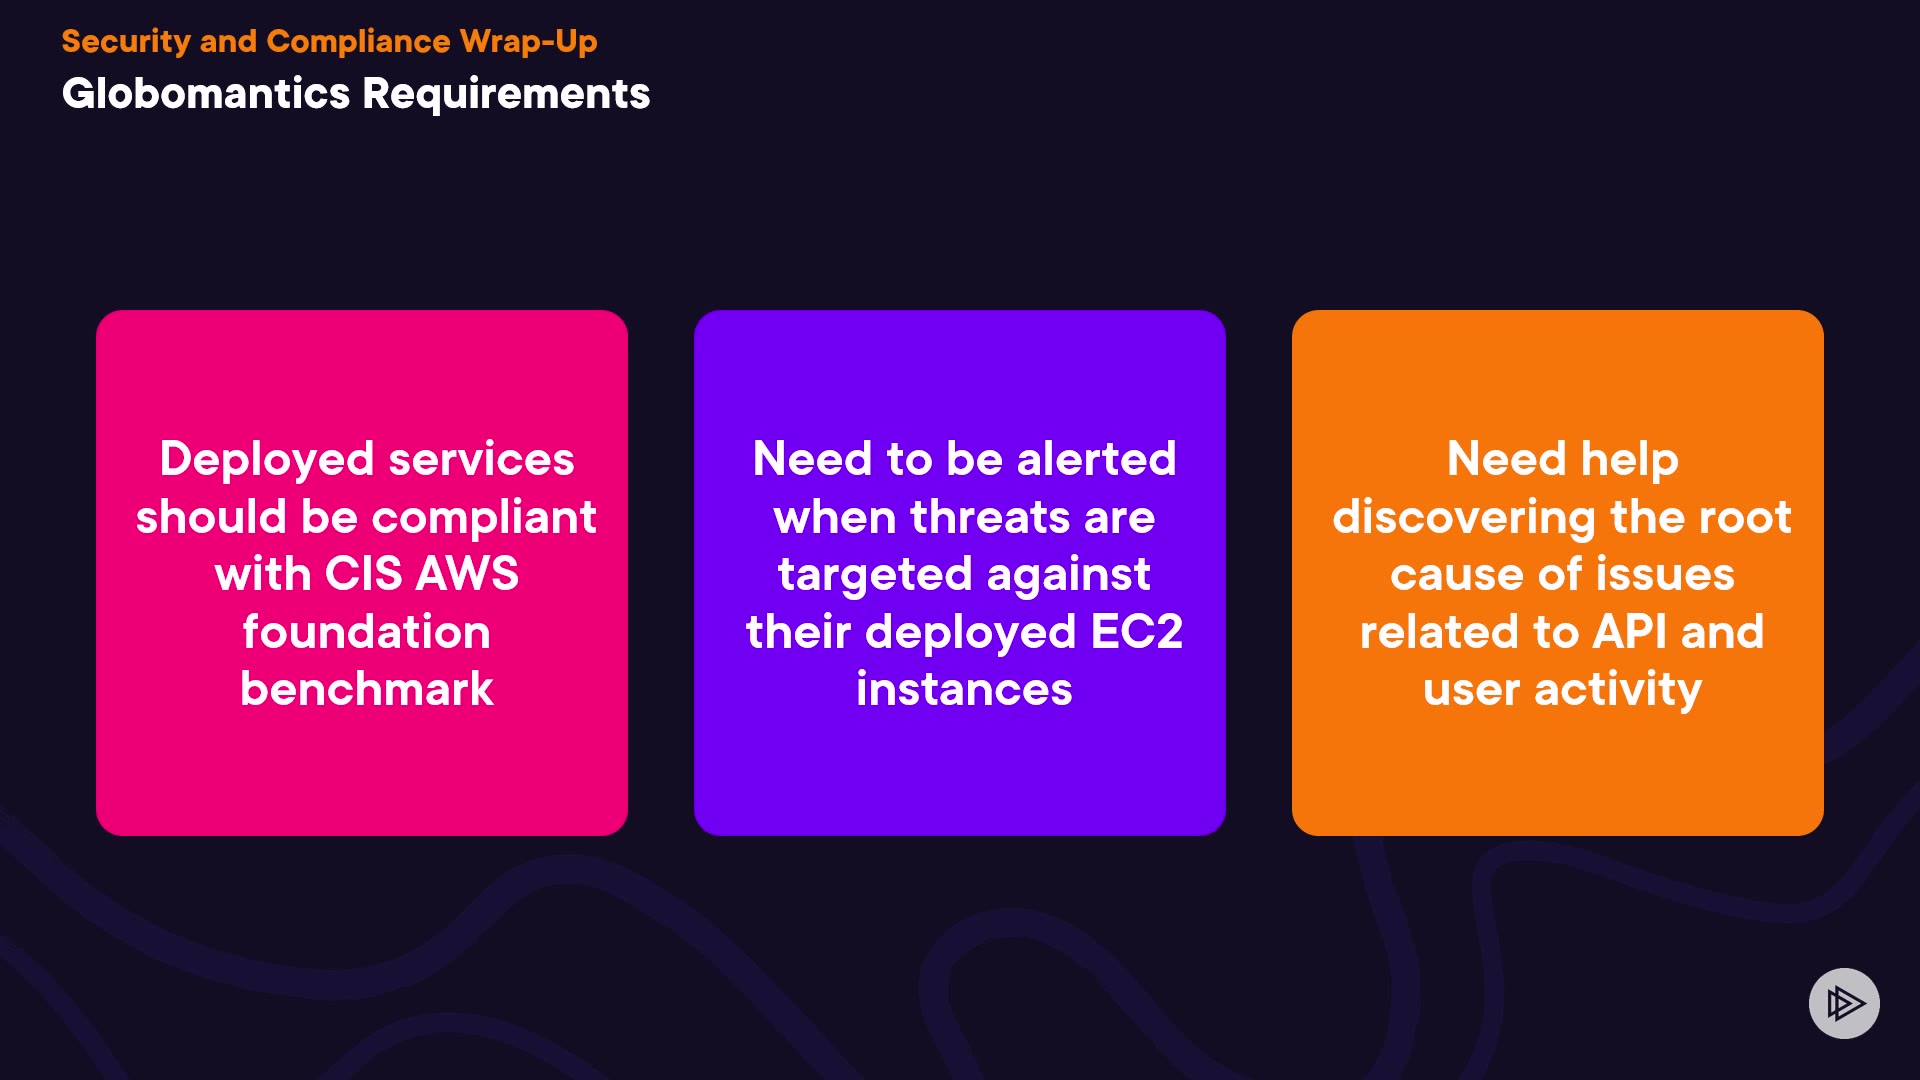 Security and Compliance Wrap-Up
Globomantics Requirements
Deployed services
should be compliant
with CIS AWS
foundation
benchmark
Need to be alerted
when threats are
targeted against
their deployed EC2
instances
Need help
discovering the root
cause of issues
related to API and
user activity